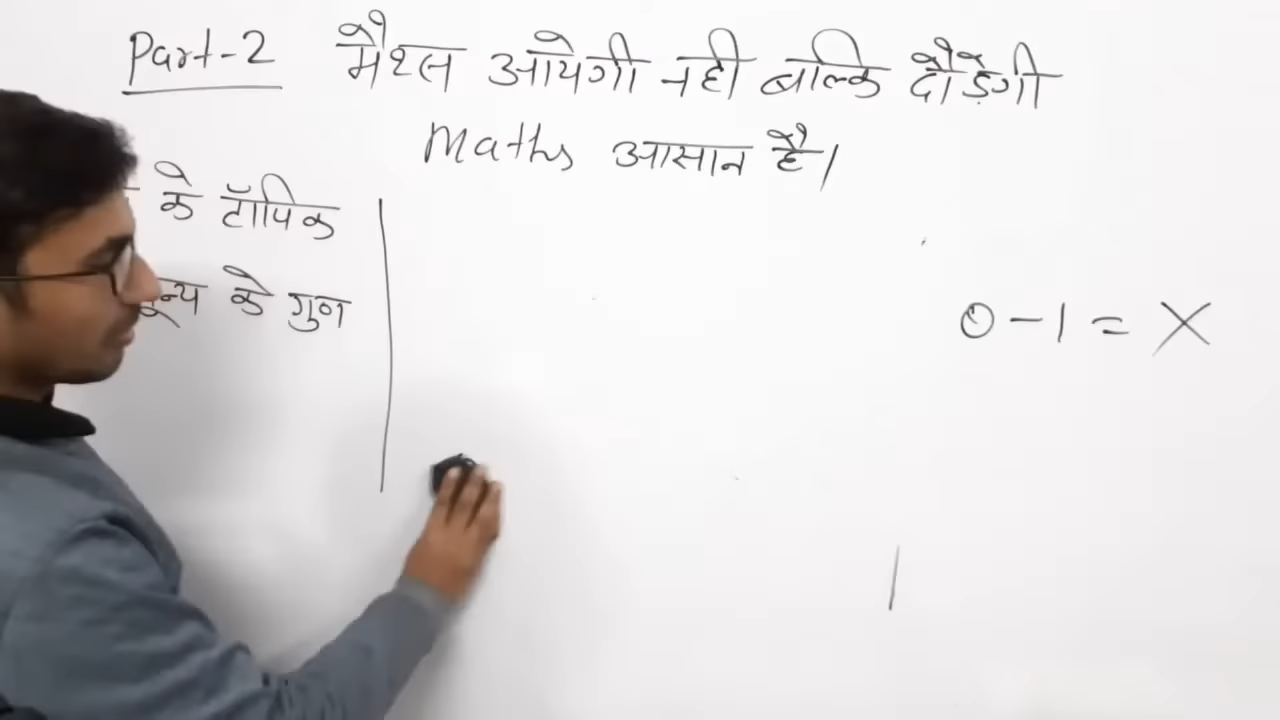 Part-2 मैथ्स आयेगी नही बल्कि दौड़ेगी
Maths आसान है।
के टॉपिक
शून्य के गुण
0 - 1 = X